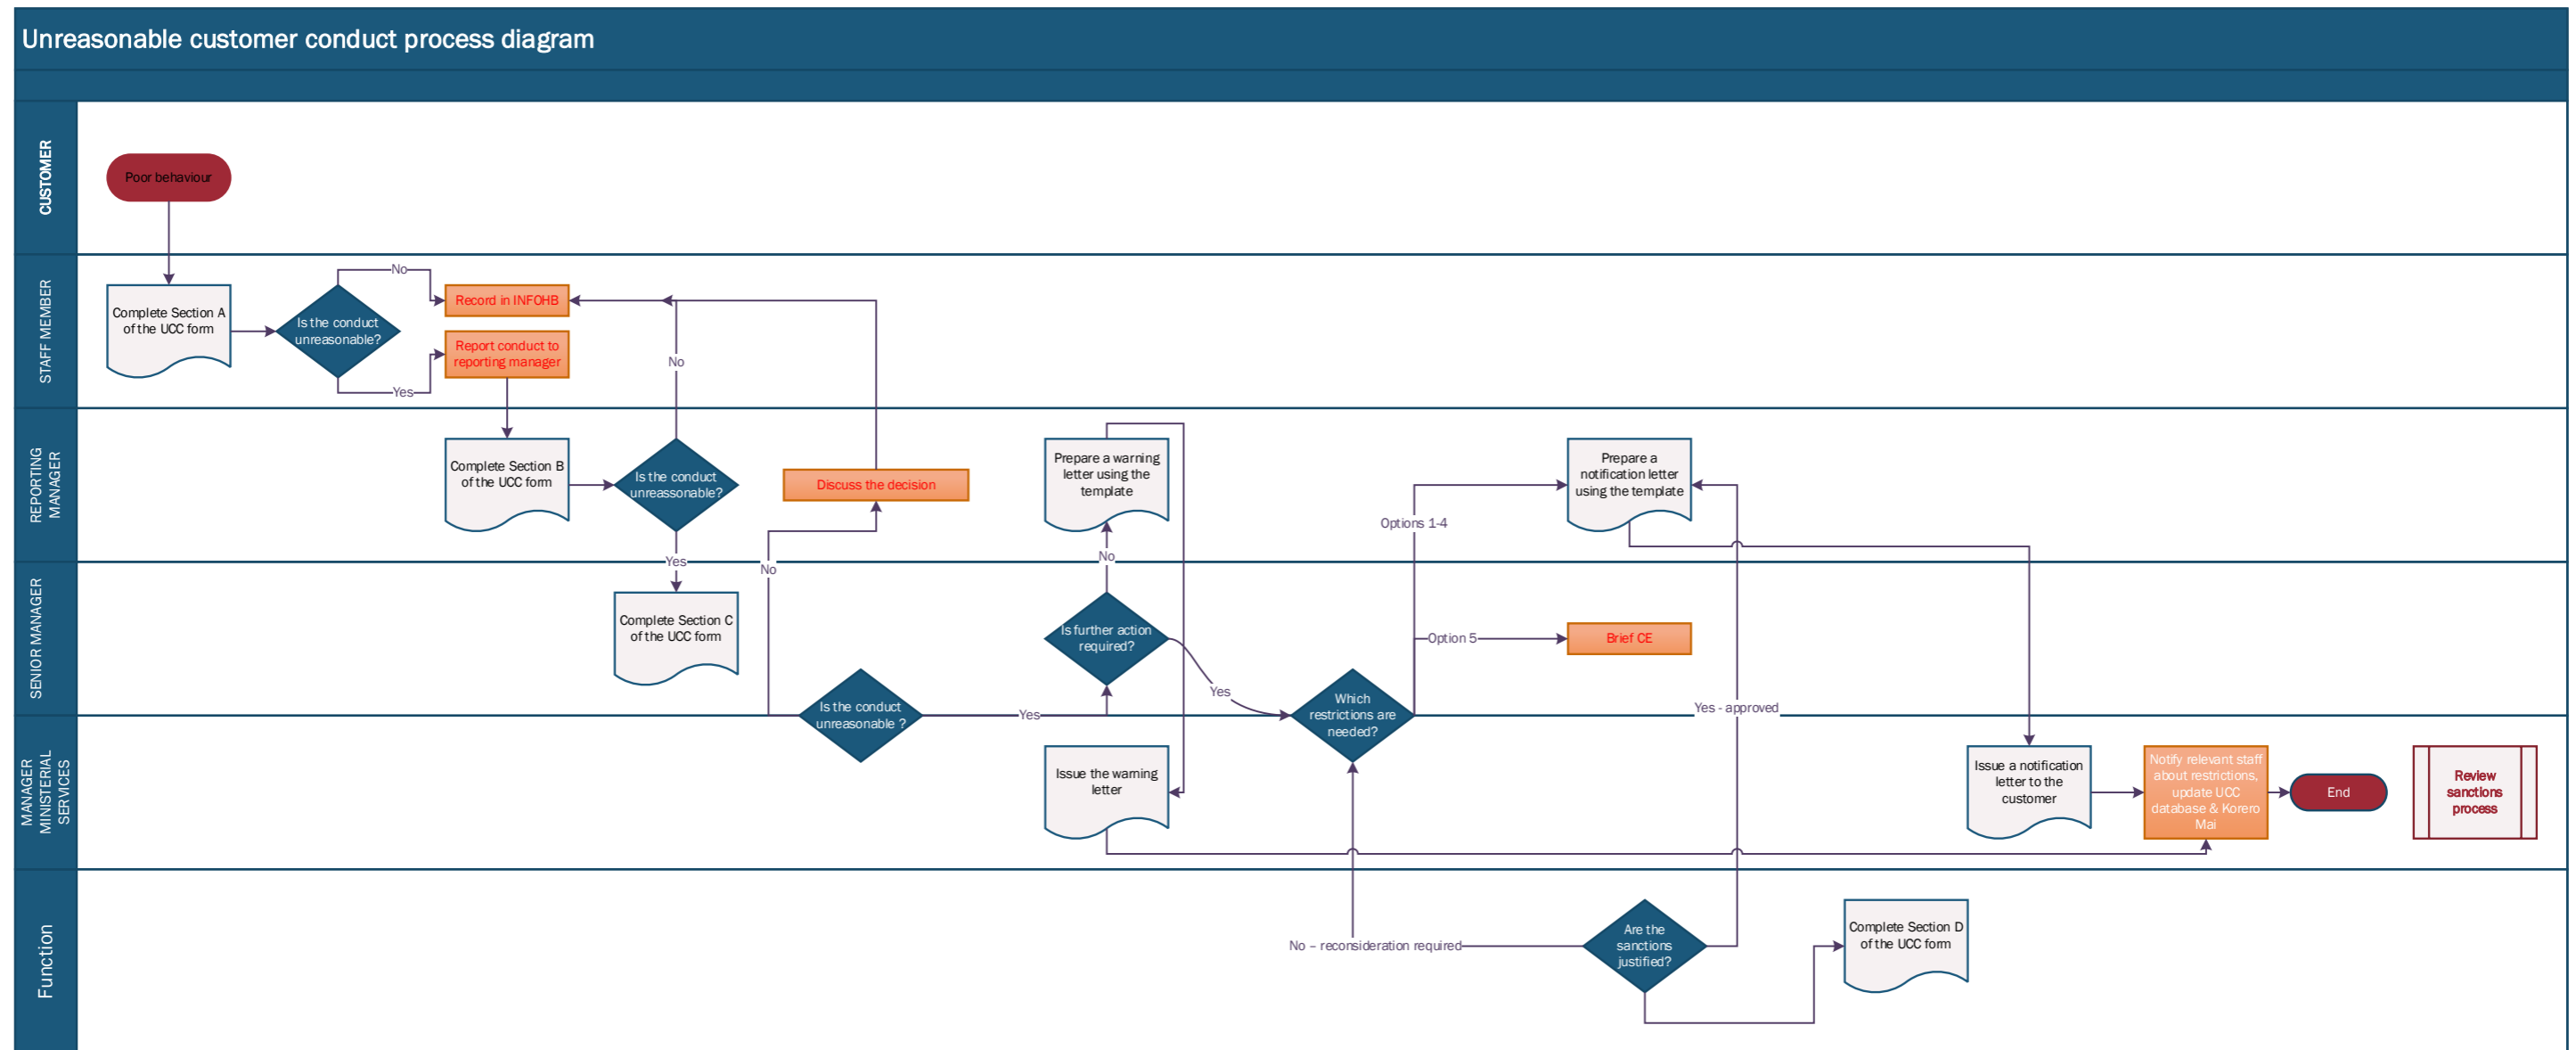 Unreasonable customer conduct process diagram
CUSTOMER
Poor behaviour
STAFF MEMBER
Complete Section A
of the UCC form
Is the conduct
unreasonable?
No
Yes
Record in INFOHB
Report conduct to
reporting manager
No
REPORTING
MANAGER
Complete Section B
of the UCC form
Is the conduct
unreassonable?
Yes
Discuss the decision
No
Prepare a warning
letter using the
template
No
Options 1-4
Prepare a
notification letter
using the template
SENIOR MANAGER
Complete Section C
of the UCC form
Is the conduct
unreasonable ?
Yes
Is further action
required?
Yes
Which
restrictions are
needed?
Option 5
Brief CE
Yes - approved
MANAGER
MINISTERIAL
SERVICES
Issue the warning
letter
Issue a notification
letter to the
customer
Notify relevant staff
about restrictions,
update UCC
database & Korero
Mai
End
Review
sanctions
process
Function
No – reconsideration required
Are the
sanctions
justified?
Complete Section D
of the UCC form